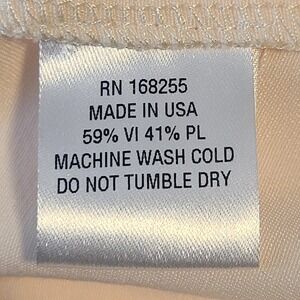 RN 168255
MADE IN USA
59% VI 41% PL
MACHINE WASH COLD
DO NOT TUMBLE DRY